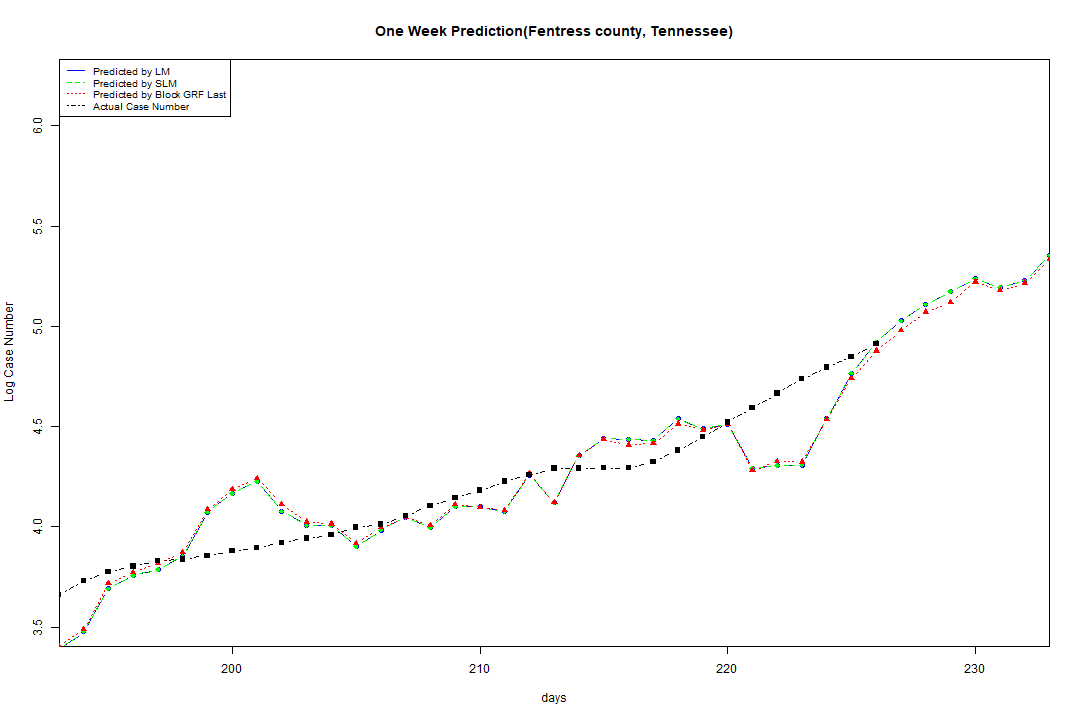 One Week Prediction(Fentress county, Tennessee)
Predicted by LM
Predicted by SLM
Predicted by Block GRF Last
Actual Case Number
6.0
5.5
5.0
4.5
4.0
3.5
Log Case Number
200
210
220
230
days